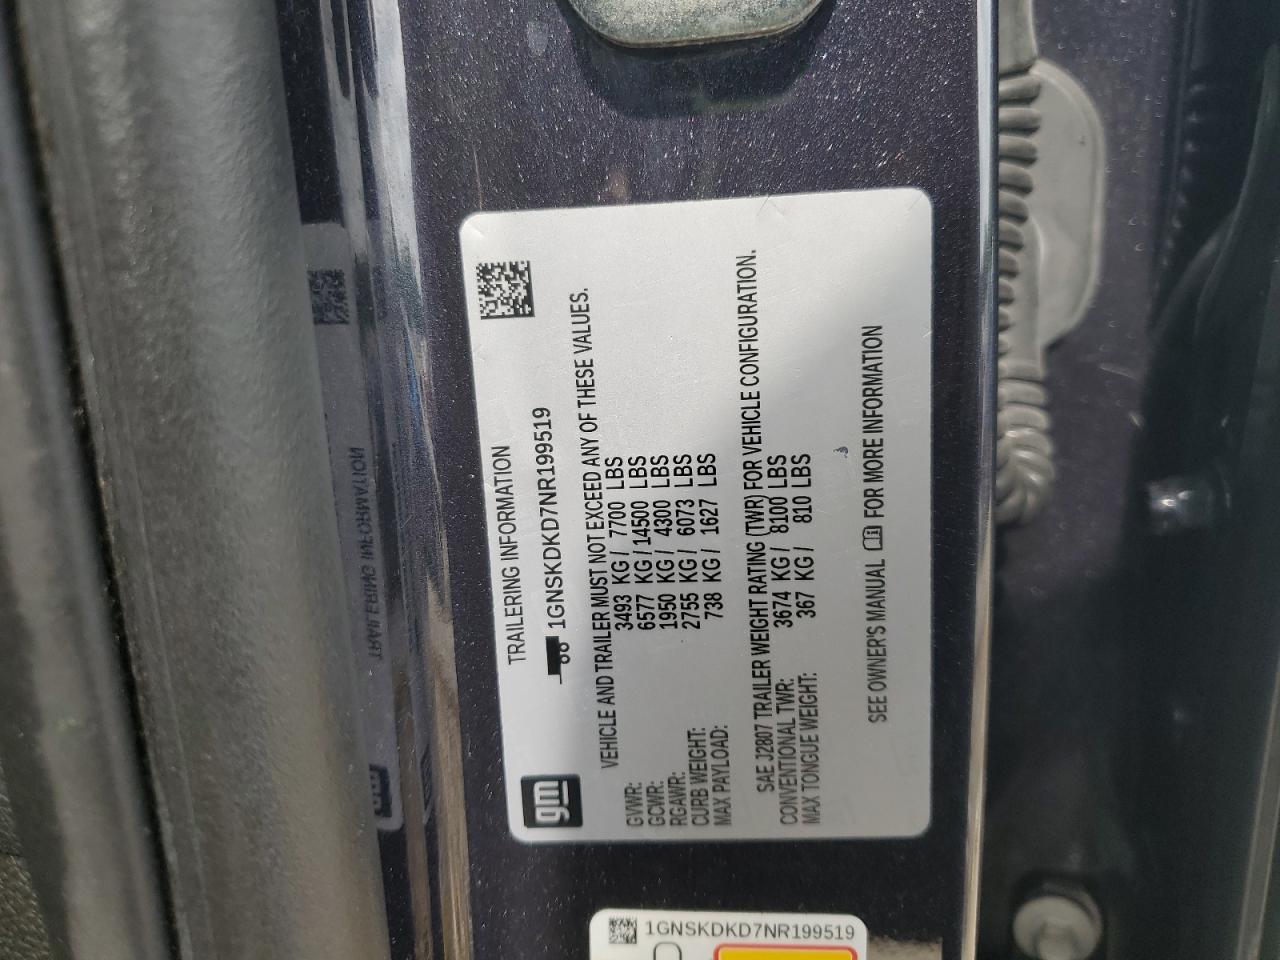 gm
TRAILERING INFORMATION
1GNSKDKD7NR199519
VEHICLE AND TRAILER MUST NOT EXCEED ANY OF THESE VALUES.
GVWR: 3493 KG / 7700 LBS
GCWR: 6577 KG / 14500 LBS
RGAWR: 1950 KG / 4300 LBS
CURB WEIGHT: 2755 KG / 6073 LBS
MAX PAYLOAD: 738 KG / 1627 LBS
SAE J2807 TRAILER WEIGHT RATING (TWR) FOR VEHICLE CONFIGURATION.
CONVENTIONAL TWR: 3674 KG / 8100 LBS
MAX TONGUE WEIGHT: 367 KG / 810 LBS
SEE OWNER'S MANUAL FOR MORE INFORMATION
1GNSKDKD7NR199519